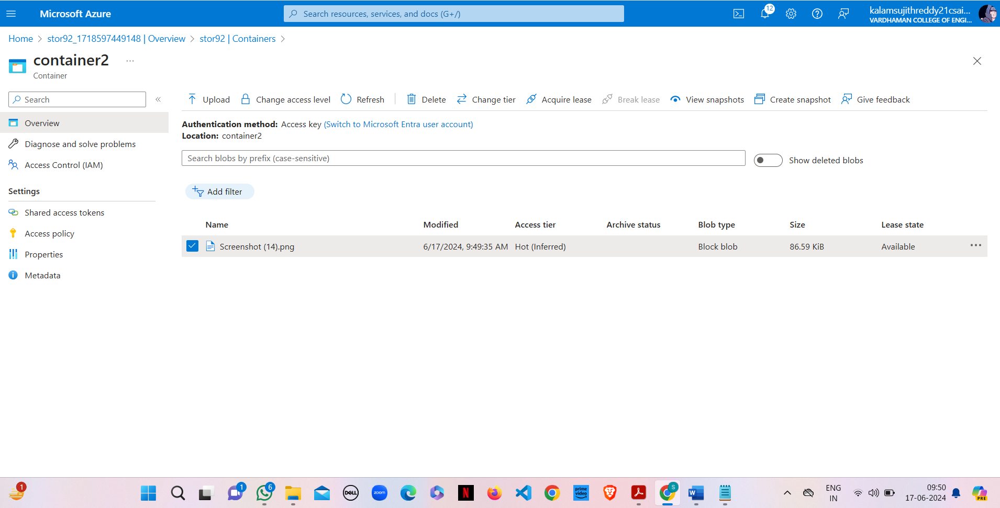 Microsoft Azure
Search resources, services, and docs (G+/)
12
kalamsujithreddy21csai...
VARDHAMAN COLLEGE OF ENGI...
Home > stor92_1718597449148 | Overview > stor92 | Containers >
container2 ...
Container
Search «
Upload Change access level Refresh Delete Change tier Acquire lease Break lease View snapshots Create snapshot Give feedback
Overview
Diagnose and solve problems
Access Control (IAM)
Settings
Shared access tokens
Access policy
Properties
Metadata
Authentication method: Access key (Switch to Microsoft Entra user account)
Location: container2
Search blobs by prefix (case-sensitive)
Show deleted blobs
Add filter
Name Modified Access tier Archive status Blob type Size Lease state
Screenshot (14).png 6/17/2024, 9:49:35 AM Hot (Inferred) Block blob 86.59 KiB Available ...
1
1
6
DELL
zoom
N
prime video
S
W
ENG
IN
09:50
17-06-2024
PRE